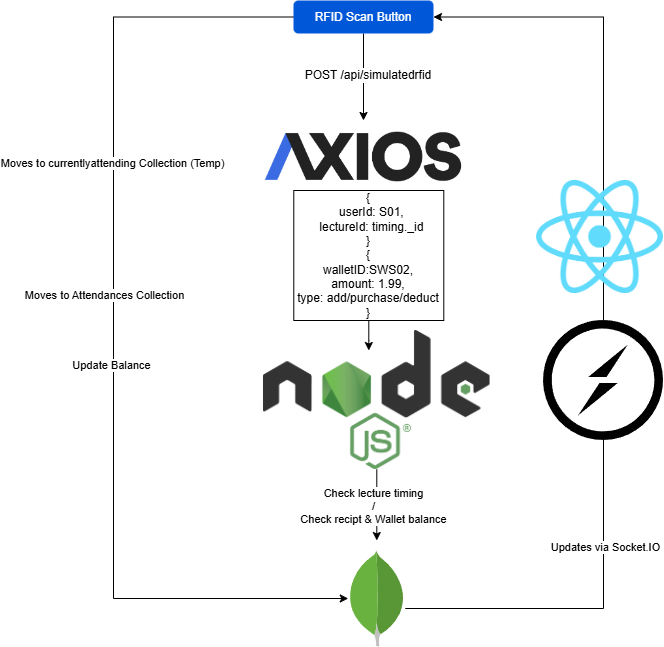 RFID Scan Button
POST /api/simulatedrfid
AXIOS
Moves to currentlyattending Collection (Temp)
{
userId: S01,
lectureId: timing._id
}
{
walletID:SWS02,
amount: 1.99,
type: add/purchase/deduct
}
Moves to Attendances Collection
Update Balance
node
JS®
Check lecture timing
/
Check recipt & Wallet balance
Updates via Socket.IO